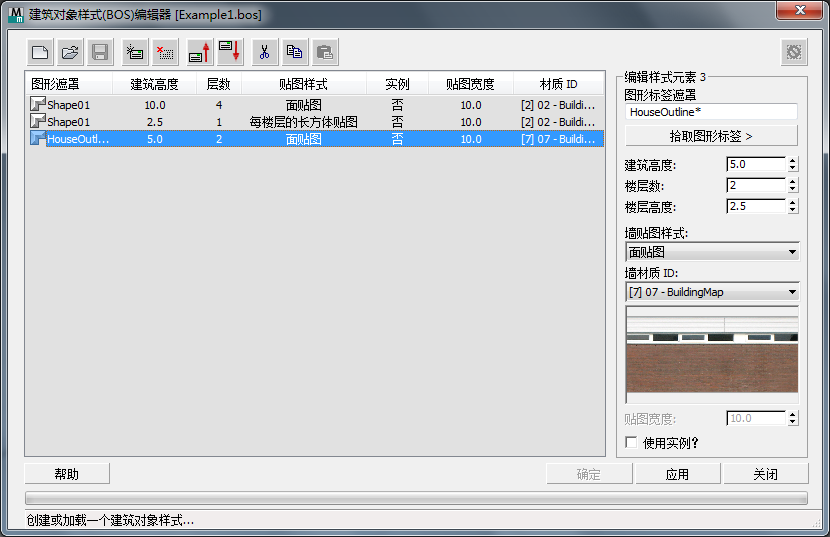 建筑对象样式(BOS)编辑器 [Example1.bos]
图形遮罩 建筑高度 层数 贴图样式 实例 贴图宽度 材质 ID
Shape01 10.0 4 面贴图 否 10.0 [2] 02 - Buildi...
Shape01 2.5 1 每楼层的长方体贴图 否 10.0 [2] 02 - Buildi...
HouseOutl... 5.0 2 面贴图 否 10.0 [7] 07 - Buildi...
编辑样式元素 3
图形标签遮罩
HouseOutline*
拾取图形标签 >
建筑高度: 5.0
楼层数: 2
楼层高度: 2.5
墙贴图样式:
面贴图
墙材质 ID:
[7] 07 - BuildingMap
贴图宽度: 10.0
使用实例?
帮助 确定 应用 关闭
创建或加载一个建筑对象样式...